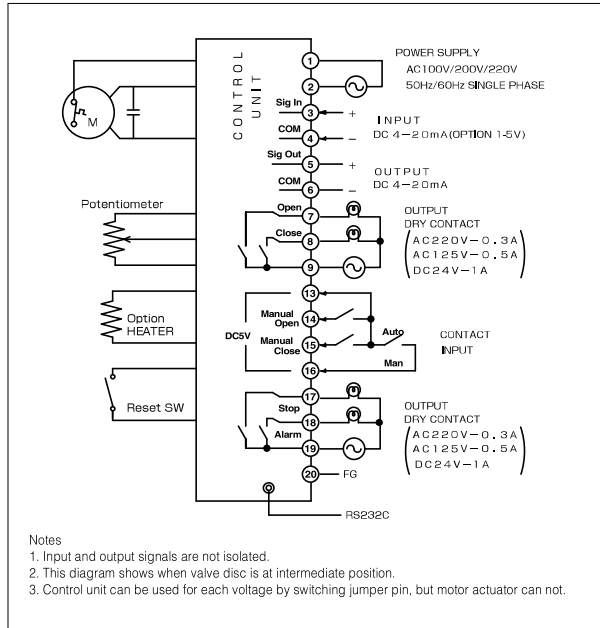 CONTROL UNIT
1
POWER SUPPLY
AC100V/200V/220V
2
50Hz/60Hz SINGLE PHASE
M
Sig In
3
+
INPUT
COM
4
−
DC 4−20mA(OPTION 1-5V)
Sig Out
5
+
OUTPUT
COM
6
−
DC 4−20mA
Potentiometer
Open
7
OUTPUT
DRY CONTACT
Close
8
AC220V−0.3A
AC125V−0.5A
9
DC24V−1A
13
Option
HEATER
DC5V
Manual
Open
14
Auto
CONTACT
INPUT
Manual
Close
15
Man
16
Reset SW
Stop
17
OUTPUT
DRY CONTACT
Alarm
18
AC220V−0.3A
AC125V−0.5A
19
DC24V−1A
20
FG
RS232C
Notes
1. Input and output signals are not isolated.
2. This diagram shows when valve disc is at intermediate position.
3. Control unit can be used for each voltage by switching jumper pin, but motor actuator can not.